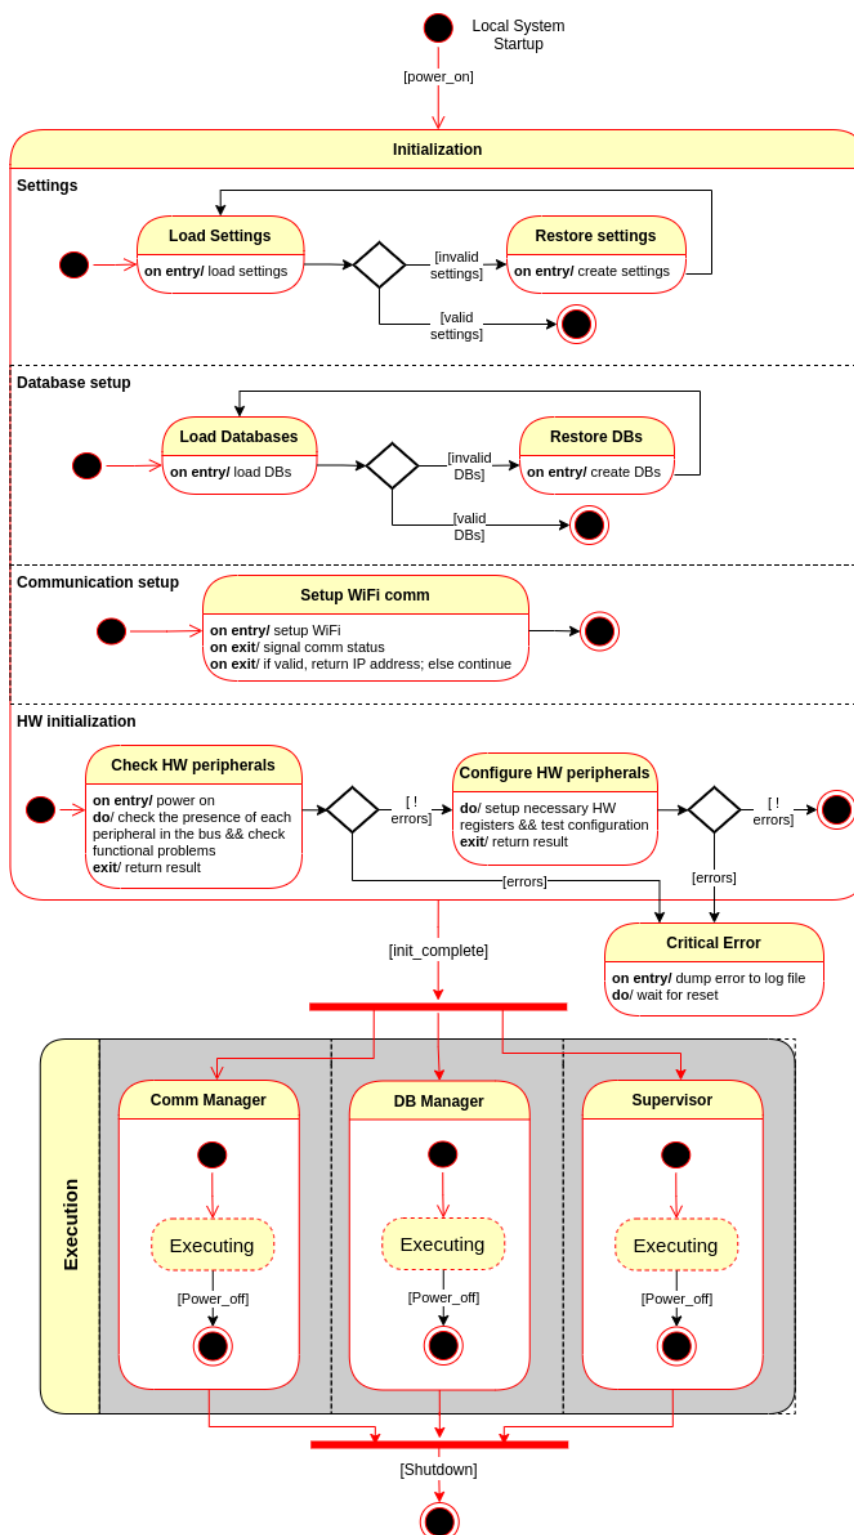 Local System
Startup
[power_on]
Initialization
Settings
Load Settings
on entry/ load settings
[invalid
settings]
Restore settings
on entry/ create settings
[valid
settings]
Database setup
Load Databases
on entry/ load DBs
[invalid
DBs]
Restore DBs
on entry/ create DBs
[valid
DBs]
Communication setup
Setup WiFi comm
on entry/ setup WiFi
on exit/ signal comm status
on exit/ if valid, return IP address; else continue
HW initialization
Check HW peripherals
on entry/ power on
do/ check the presence of each
peripheral in the bus && check
functional problems
exit/ return result
[ !
errors]
Configure HW peripherals
do/ setup necessary HW
registers && test configuration
exit/ return result
[ !
errors]
[errors]
[errors]
Critical Error
on entry/ dump error to log file
do/ wait for reset
[init_complete]
Execution
Comm Manager
Executing
[Power_off]
DB Manager
Executing
[Power_off]
Supervisor
Executing
[Power_off]
[Shutdown]